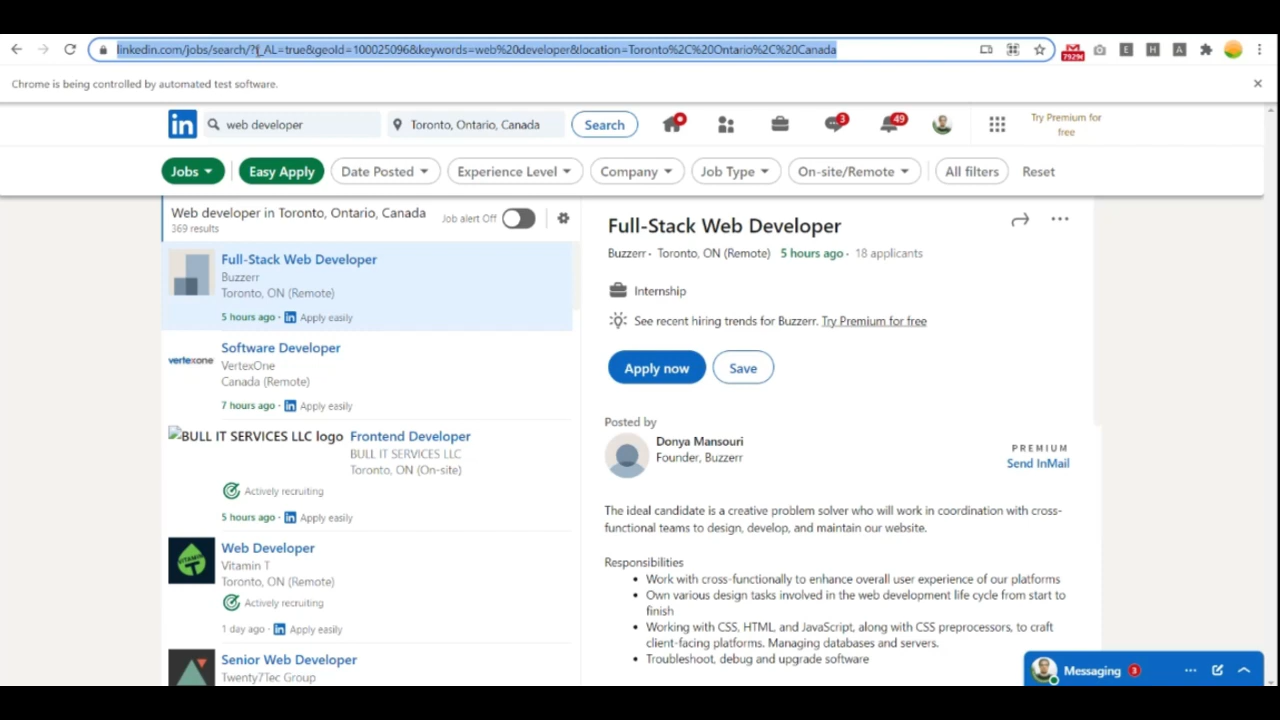 linkedin.com/jobs/search/?f_AL=true&geoId=100025096&keywords=web%20developer&location=Toronto%2C%20Ontario%2C%20Canada
E H A
Chrome is being controlled by automated test software.
in web developer Toronto, Ontario, Canada Search 3 49 Try Premium for
free
Jobs Easy Apply Date Posted Experience Level Company Job Type On-site/Remote All filters Reset
Web developer in Toronto, Ontario, Canada
369 results
Job alert Off
Full-Stack Web Developer
Buzzerr
Toronto, ON (Remote)
5 hours ago · in Apply easily
vertexone
Software Developer
VertexOne
Canada (Remote)
7 hours ago · in Apply easily
BULL IT SERVICES LLC logo Frontend Developer
BULL IT SERVICES LLC
Toronto, ON (On-site)
Actively recruiting
5 hours ago · in Apply easily
VITAMIN T
Web Developer
Vitamin T
Toronto, ON (Remote)
Actively recruiting
1 day ago · in Apply easily
Senior Web Developer
Twenty7Tec Group
Full-Stack Web Developer
Buzzerr · Toronto, ON (Remote) 5 hours ago · 18 applicants
Internship
See recent hiring trends for Buzzerr. Try Premium for free
Apply now Save
Posted by
Donya Mansouri
Founder, Buzzerr
PREMIUM
Send InMail
The ideal candidate is a creative problem solver who will work in coordination with cross-
functional teams to design, develop, and maintain our website.
Responsibilities
• Work with cross-functionally to enhance overall user experience of our platforms
• Own various design tasks involved in the web development life cycle from start to
finish
• Working with CSS, HTML, and JavaScript, along with CSS preprocessors, to craft
client-facing platforms. Managing databases and servers.
• Troubleshoot, debug and upgrade software
Messaging 3